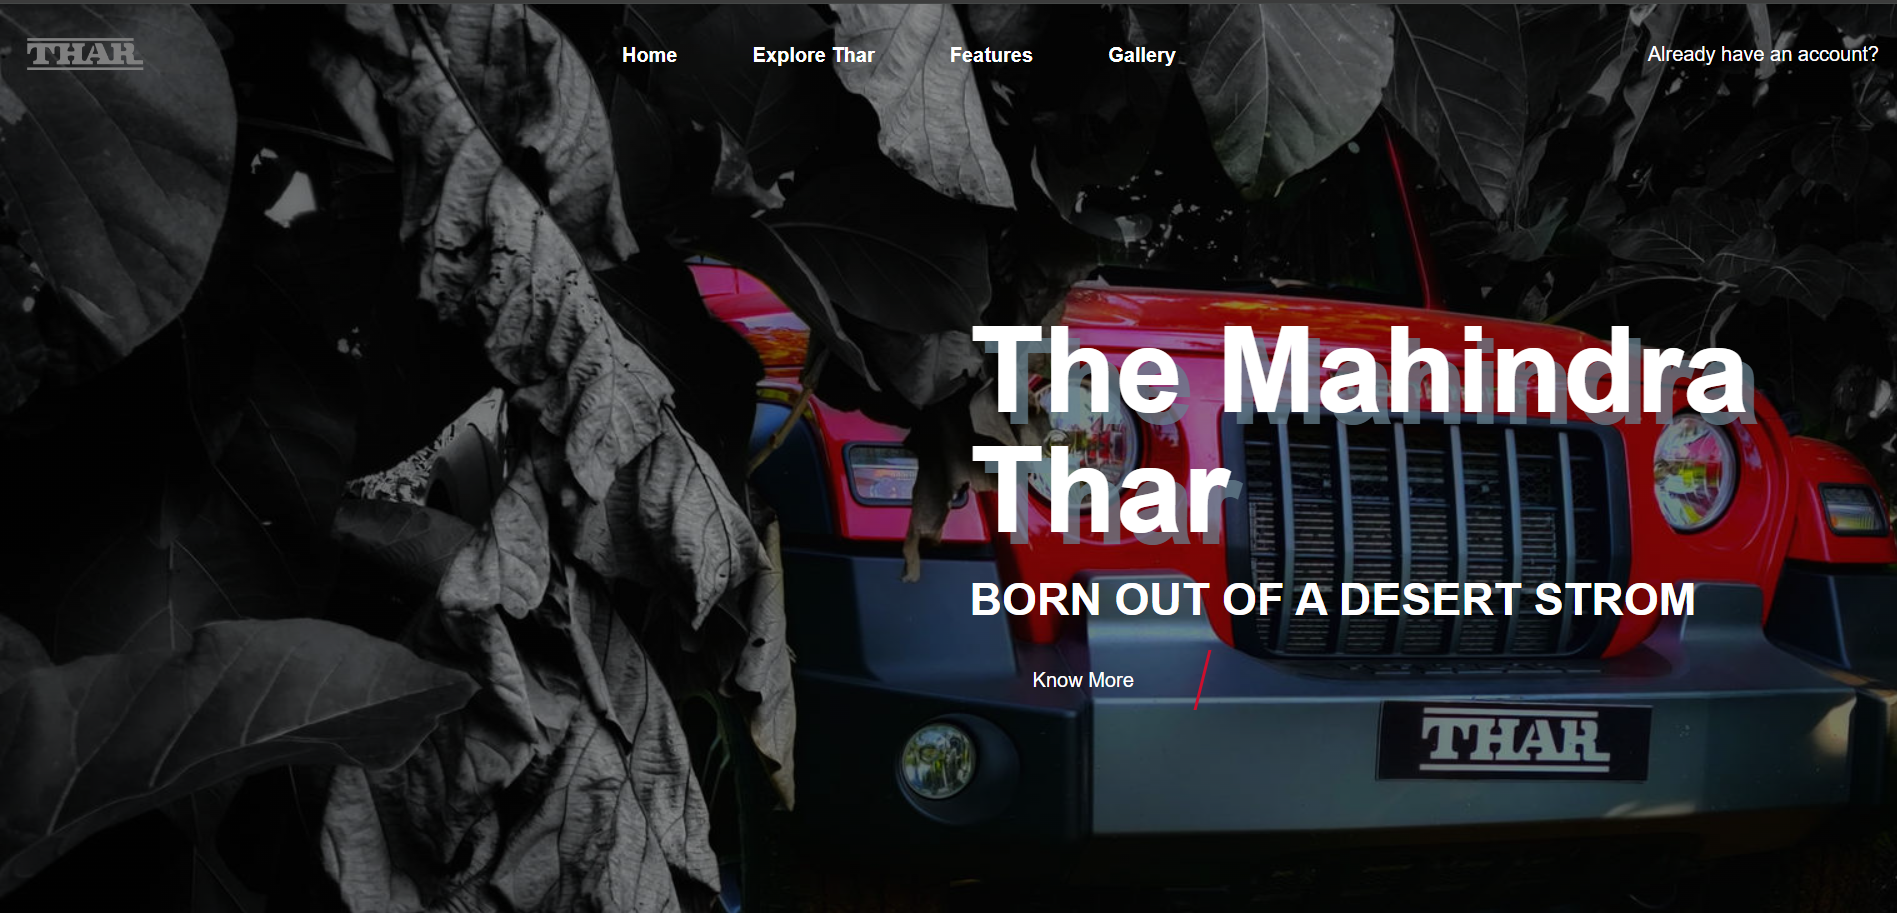 THAR
Home Explore Thar Features Gallery Already have an account?
The Mahindra
Thar
BORN OUT OF A DESERT STROM
Know More
THAR